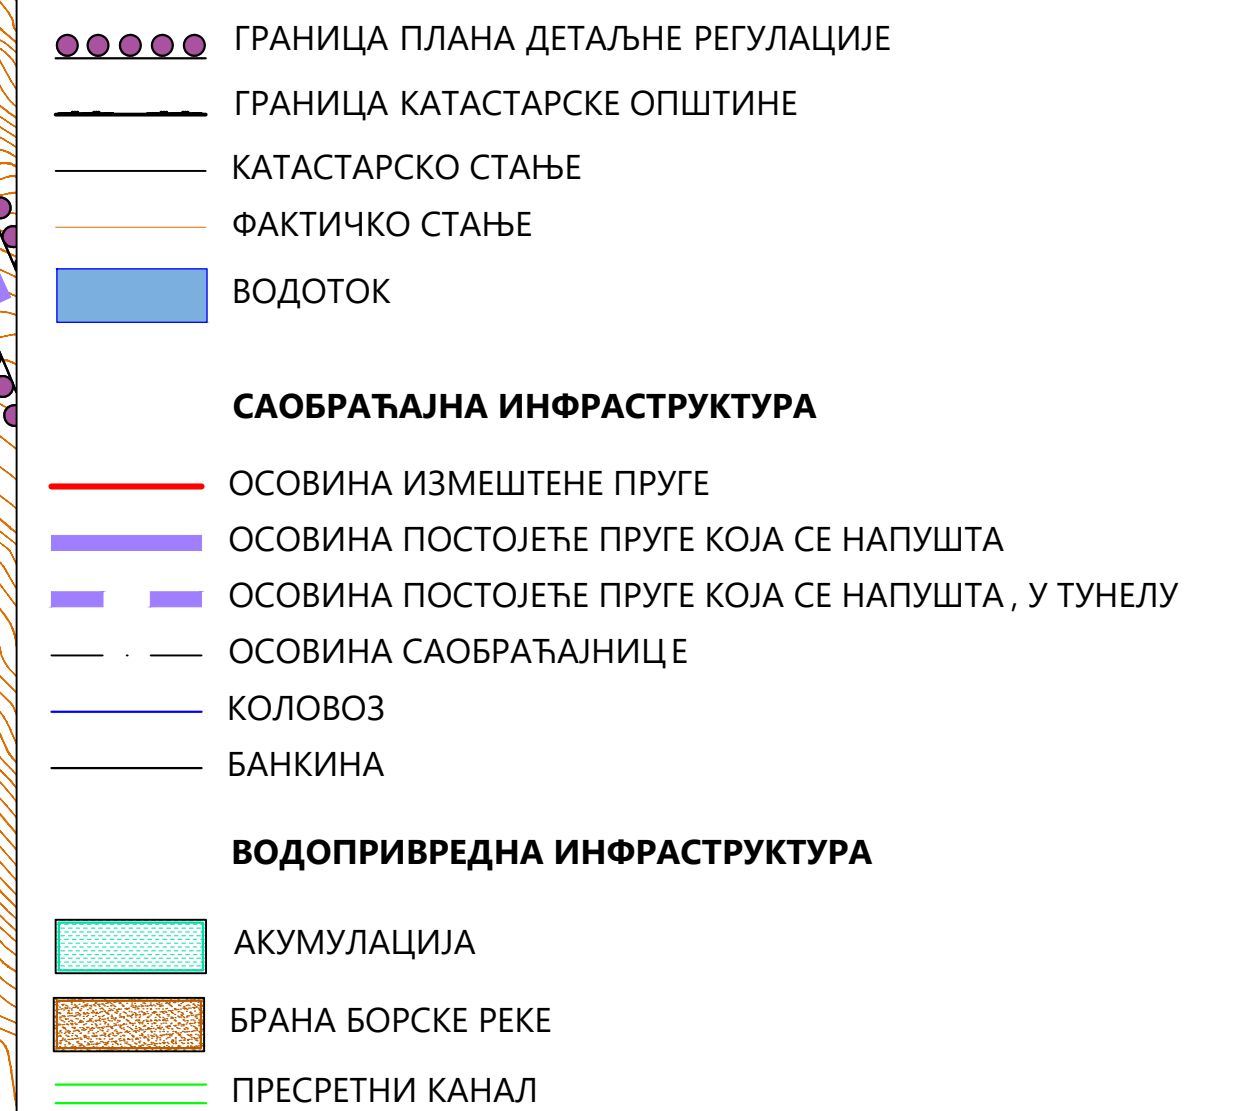 ГРАНИЦА ПЛАНА ДЕТАЉНЕ РЕГУЛАЦИЈЕ
ГРАНИЦА КАТАСТАРСКЕ ОПШТИНЕ
КАТАСТАРСКО СТАЊЕ
ФАКТИЧКО СТАЊЕ
ВОДОТОК
САОБРАЋАЈНА ИНФРАСТРУКТУРА
ОСОВИНА ИЗМЕШТЕНЕ ПРУГЕ
ОСОВИНА ПОСТОЈЕЋЕ ПРУГЕ КОЈА СЕ НАПУШТА
ОСОВИНА ПОСТОЈЕЋЕ ПРУГЕ КОЈА СЕ НАПУШТА, У ТУНЕЛУ
ОСОВИНА САОБРАЋАЈНИЦЕ
КОЛОВОЗ
БАНКИНА
ВОДОПРИВРЕДНА ИНФРАСТРУКТУРА
АКУМУЛАЦИЈА
БРАНА БОРСКЕ РЕКЕ
ПРЕСРЕТНИ КАНАЛ